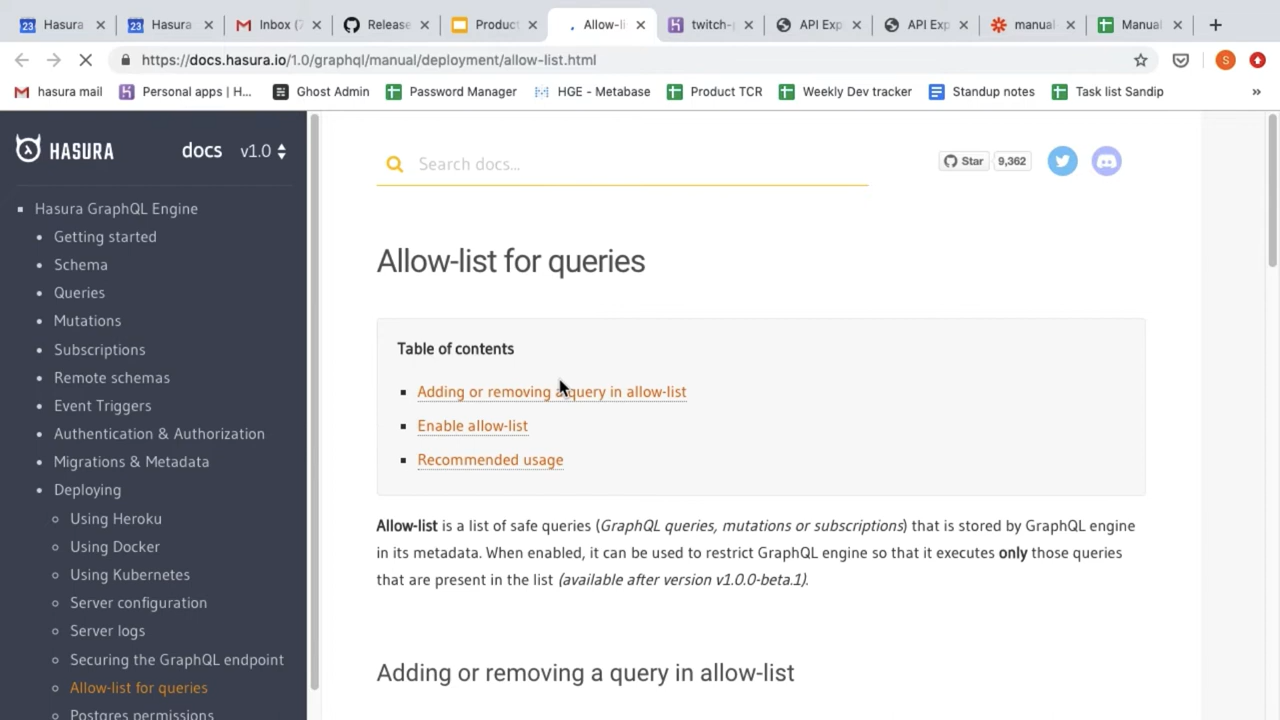 Hasura
Hasura
Inbox (7
Release
Product
Allow-li
twitch-
API Exp
API Exp
manual
Manual
https://docs.hasura.io/1.0/graphql/manual/deployment/allow-list.html
S
hasura mail
Personal apps | H...
Ghost Admin
Password Manager
HGE - Metabase
Product TCR
Weekly Dev tracker
Standup notes
Task list Sandip
»
HASURA
docs
v1.0
Search docs...
Star
9,362
Hasura GraphQL Engine
Getting started
Schema
Queries
Mutations
Subscriptions
Remote schemas
Event Triggers
Authentication & Authorization
Migrations & Metadata
Deploying
Using Heroku
Using Docker
Using Kubernetes
Server configuration
Server logs
Securing the GraphQL endpoint
Allow-list for queries
Postgres permissions
Allow-list for queries
Table of contents
Adding or removing a query in allow-list
Enable allow-list
Recommended usage
Allow-list is a list of safe queries (GraphQL queries, mutations or subscriptions) that is stored by GraphQL engine
in its metadata. When enabled, it can be used to restrict GraphQL engine so that it executes only those queries
that are present in the list (available after version v1.0.0-beta.1).
Adding or removing a query in allow-list